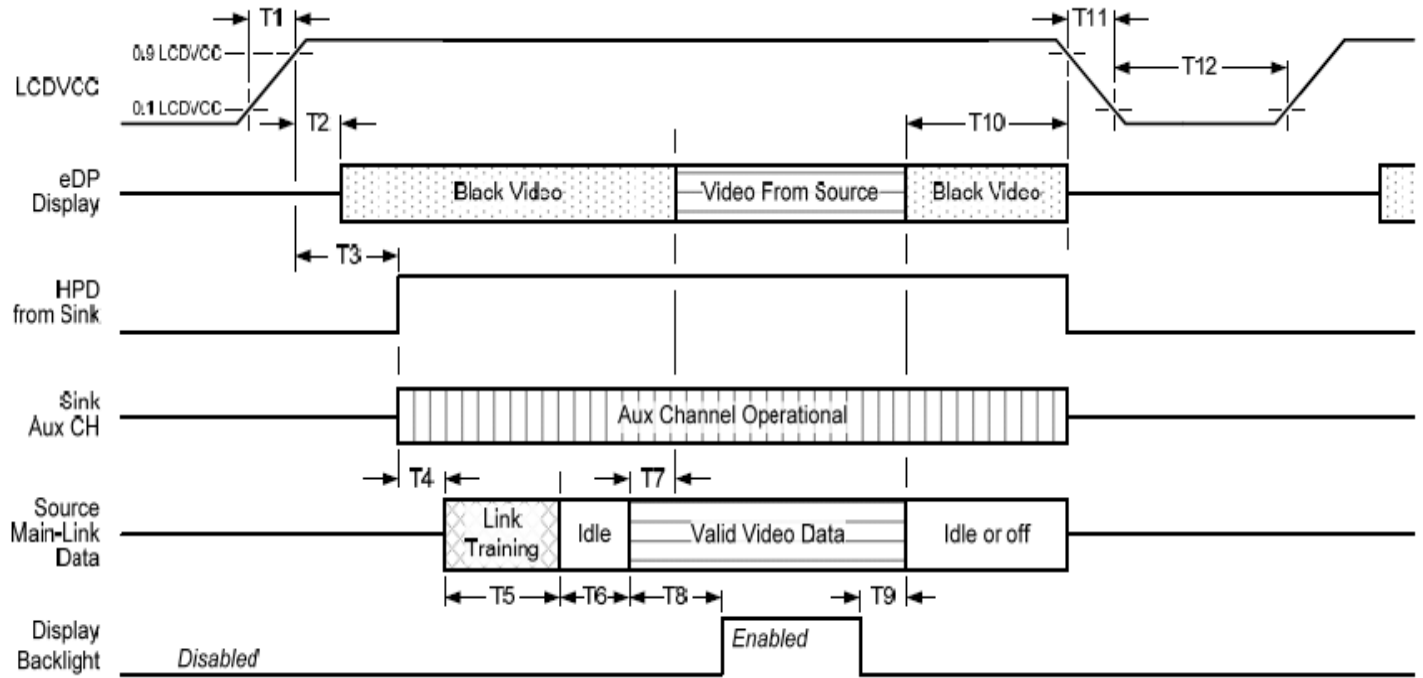 T1
T11
0.9 LCDVCC
LCDVCC
T12
0.1 LCDVCC
T2
T10
eDP
Display
Black Video
Video From Source
Black Video
T3
HPD
from Sink
Sink
Aux CH
Aux Channel Operational
T4
T7
Source
Main-Link
Data
Link
Training
Idle
Valid Video Data
Idle or off
T5
T6
T8
T9
Display
Backlight
Disabled
Enabled